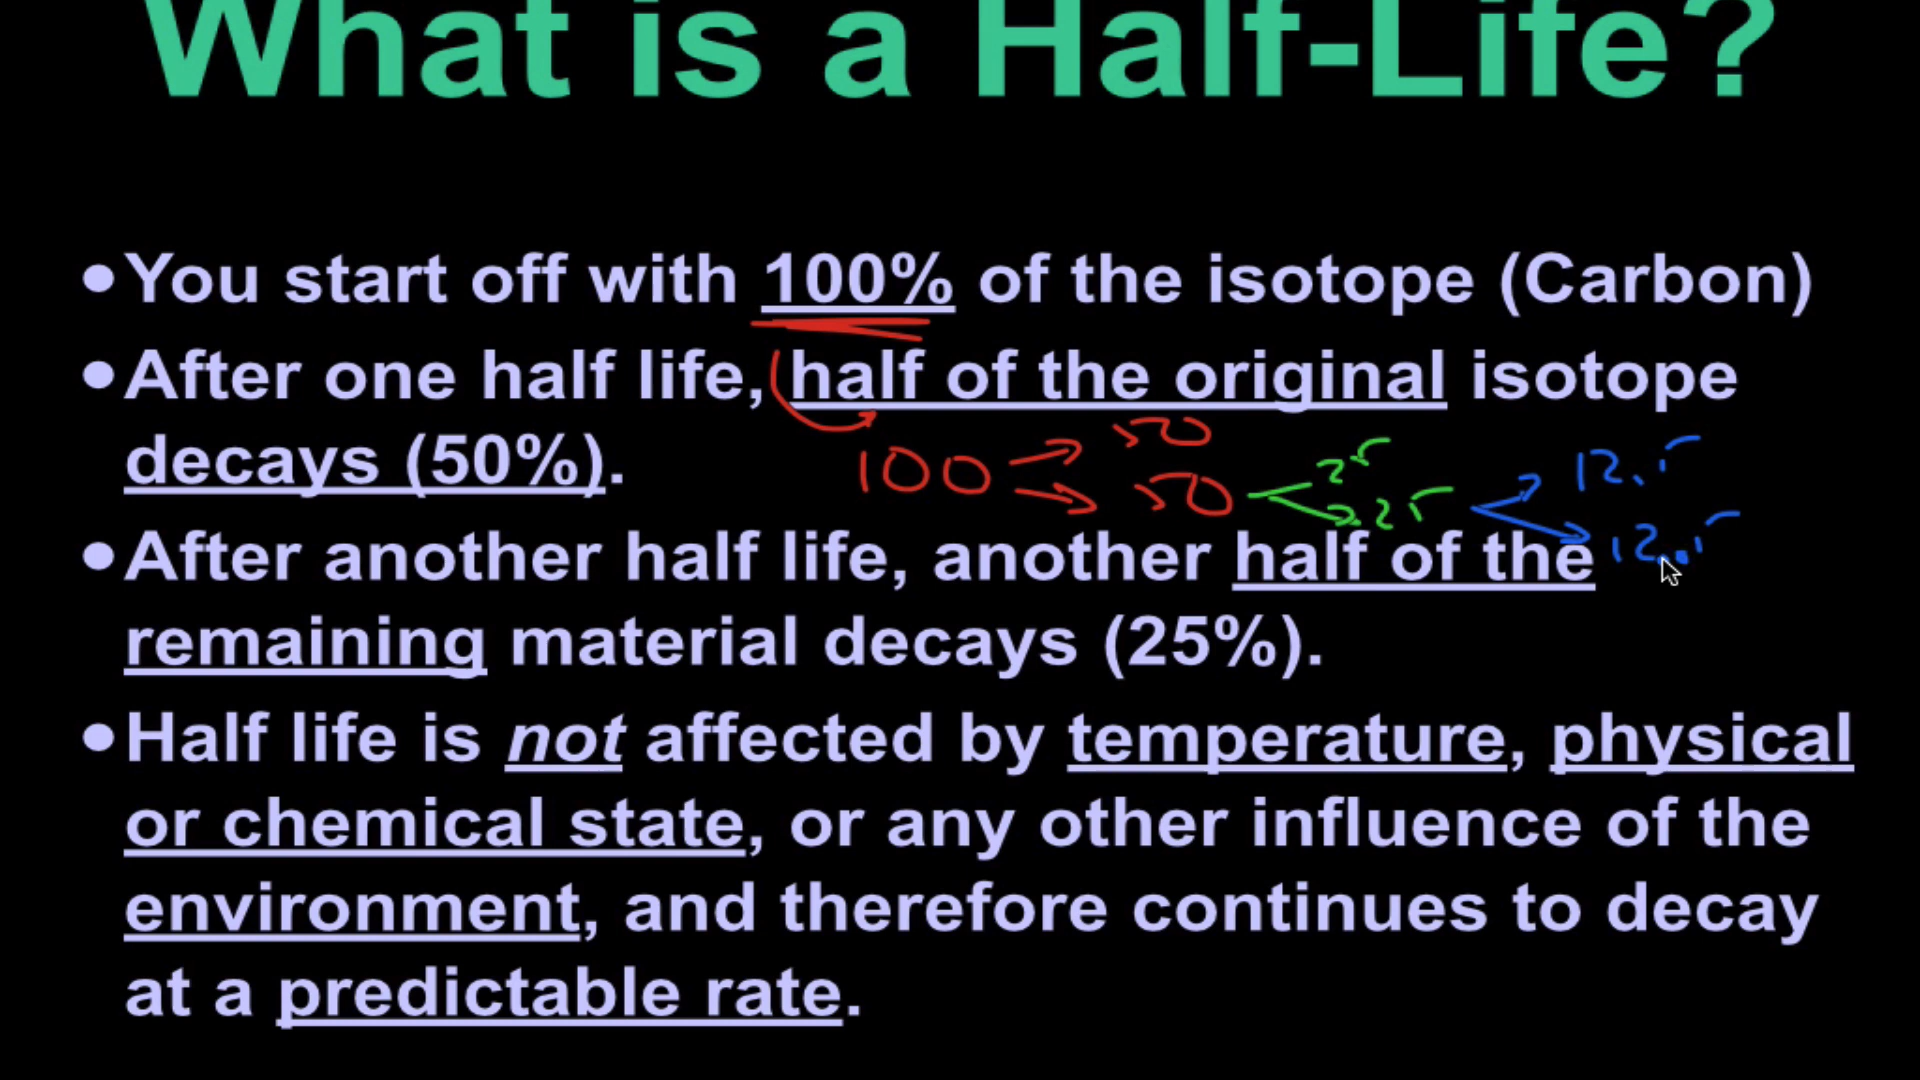 What is a Half-Life?
•You start off with 100% of the isotope (Carbon)
•After one half life, half of the original isotope
decays (50%).
100 50
50 25
25 12.5
12.5
•After another half life, another half of the
remaining material decays (25%).
•Half life is not affected by temperature, physical
or chemical state, or any other influence of the
environment, and therefore continues to decay
at a predictable rate.